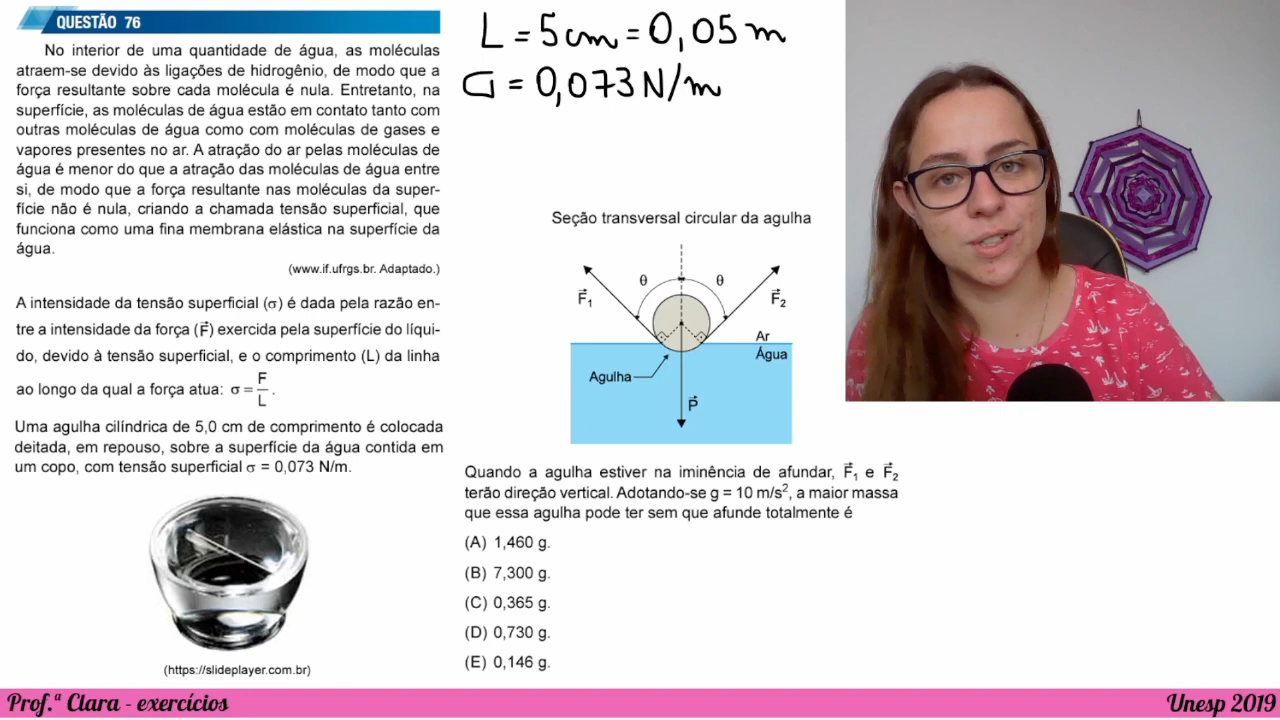 QUESTÃO 76
No interior de uma quantidade de água, as moléculas
atraem-se devido às ligações de hidrogênio, de modo que a
força resultante sobre cada molécula é nula. Entretanto, na
superfície, as moléculas de água estão em contato tanto com
outras moléculas de água como com moléculas de gases e
vapores presentes no ar. A atração do ar pelas moléculas de
água é menor do que a atração das moléculas de água entre
si, de modo que a força resultante nas moléculas da super-
fície não é nula, criando a chamada tensão superficial, que
funciona como uma fina membrana elástica na superfície da
água.
(www.if.ufrgs.br. Adaptado.)
A intensidade da tensão superficial (σ) é dada pela razão en-
tre a intensidade da força (F⃗) exercida pela superfície do líqui-
do, devido à tensão superficial, e o comprimento (L) da linha
ao longo da qual a força atua: σ = F/L.
Uma agulha cilíndrica de 5,0 cm de comprimento é colocada
deitada, em repouso, sobre a superfície da água contida em
um copo, com tensão superficial σ = 0,073 N/m.
(https://slideplayer.com.br)
L = 5 cm = 0,05 m
σ = 0,073 N/m
Seção transversal circular da agulha
θ θ
F⃗1 F⃗2
Ar
Água
Agulha
P⃗
Quando a agulha estiver na iminência de afundar, F⃗1 e F⃗2
terão direção vertical. Adotando-se g = 10 m/s², a maior massa
que essa agulha pode ter sem que afunde totalmente é
(A) 1,460 g.
(B) 7,300 g.
(C) 0,365 g.
(D) 0,730 g.
(E) 0,146 g.
Prof.ª Clara - exercícios
Unesp 2019